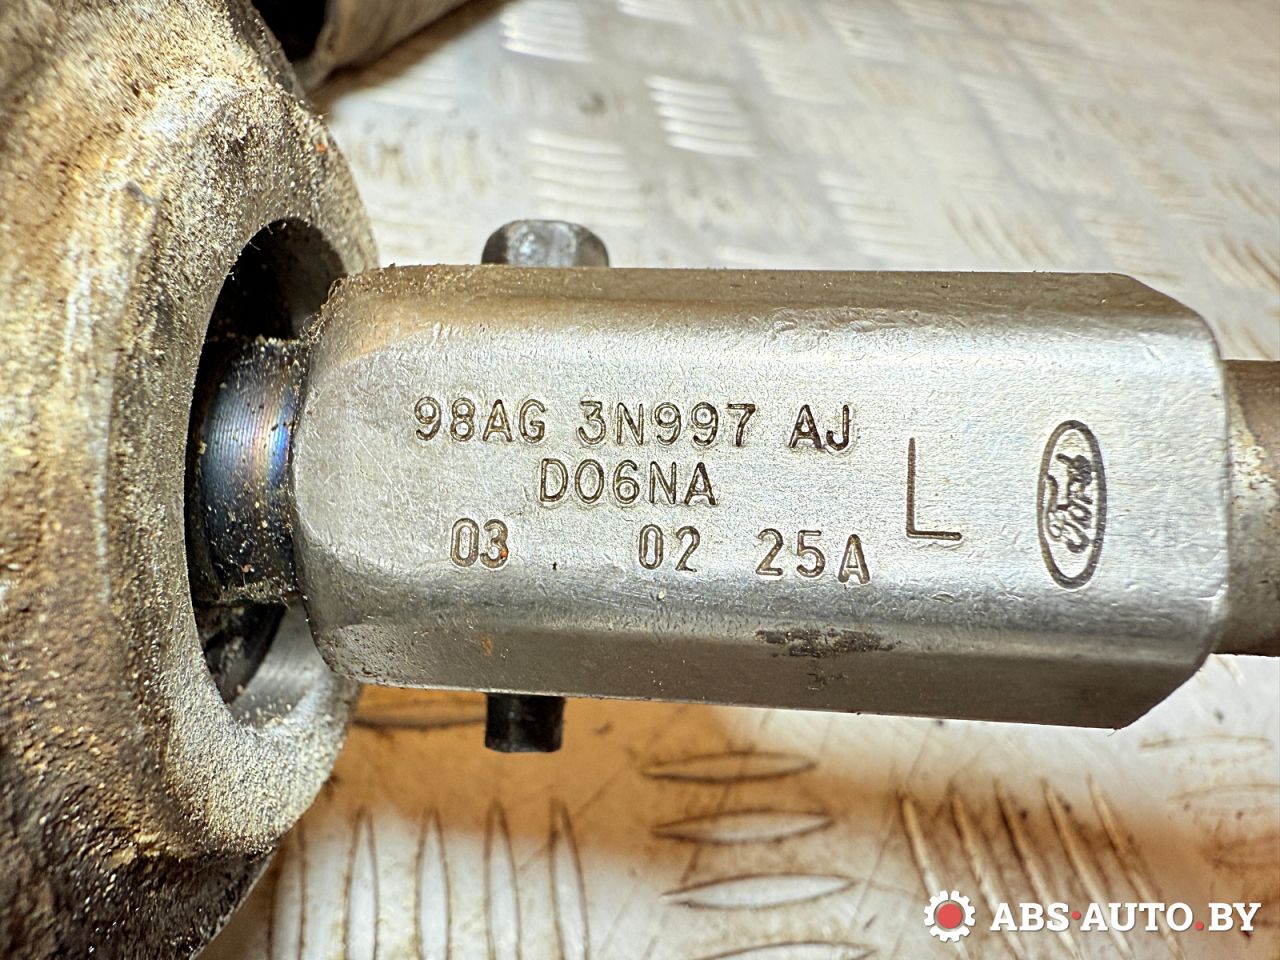 98AG 3N997 AJ
D06NA
03 . 02 25A
L
Ford
ABS·AUTO.BY